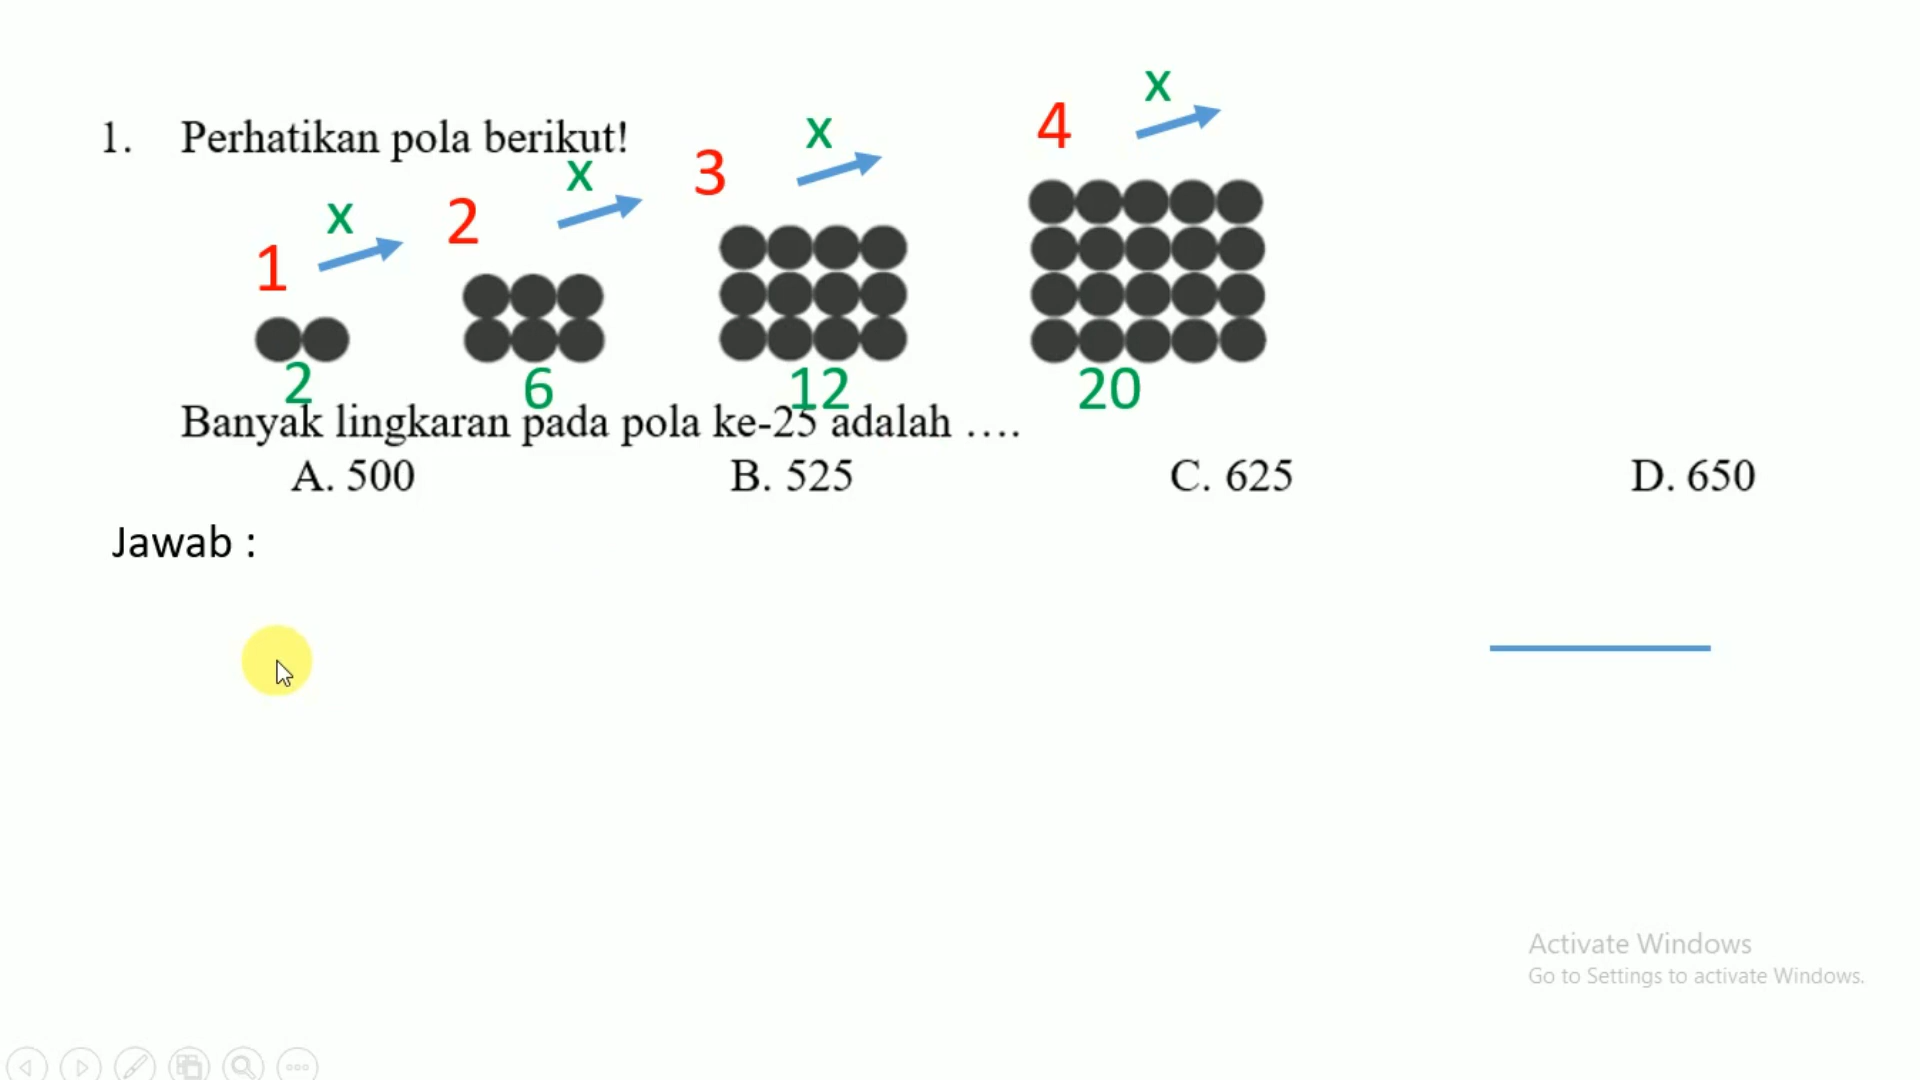 x
4
x
1. Perhatikan pola berikut!
3
x
2
x
1
2
6
12
20
Banyak lingkaran pada pola ke-25 adalah ....
A. 500 B. 525 C. 625 D. 650
Jawab :
Activate Windows
Go to Settings to activate Windows.